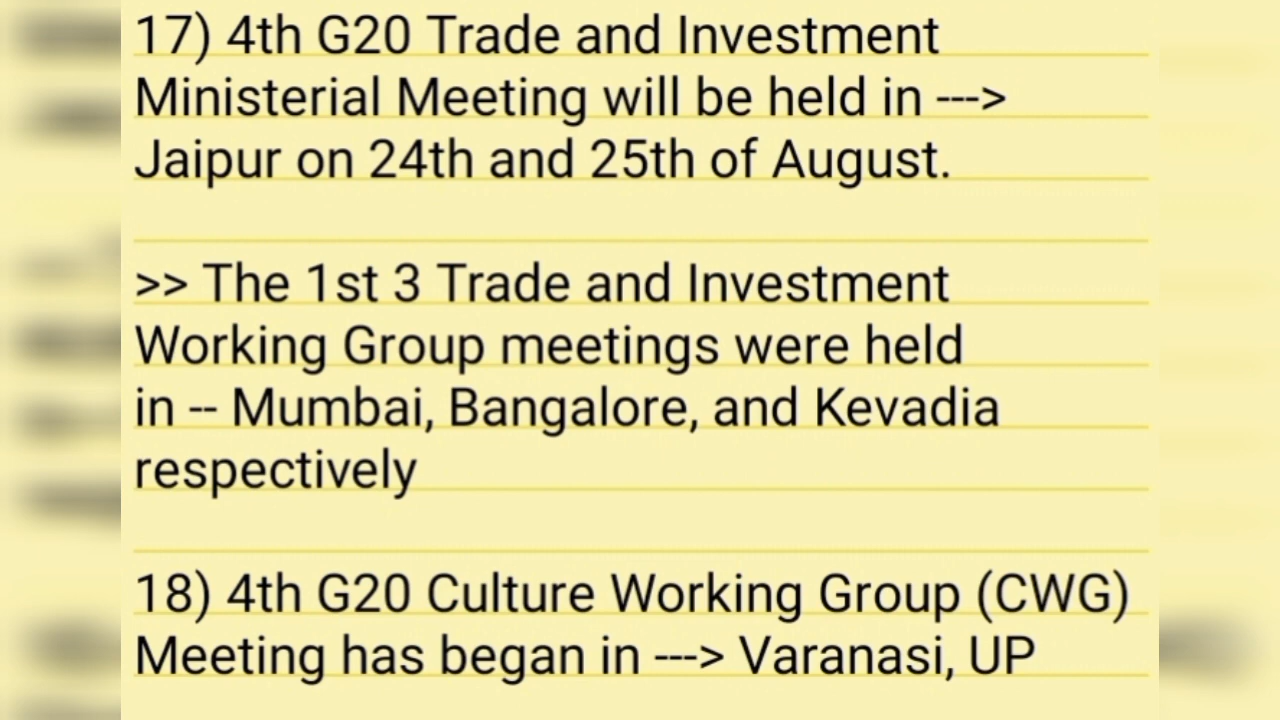 17) 4th G20 Trade and Investment
Ministerial Meeting will be held in --->
Jaipur on 24th and 25th of August.
>> The 1st 3 Trade and Investment
Working Group meetings were held
in -- Mumbai, Bangalore, and Kevadia
respectively
18) 4th G20 Culture Working Group (CWG)
Meeting has began in ---> Varanasi, UP